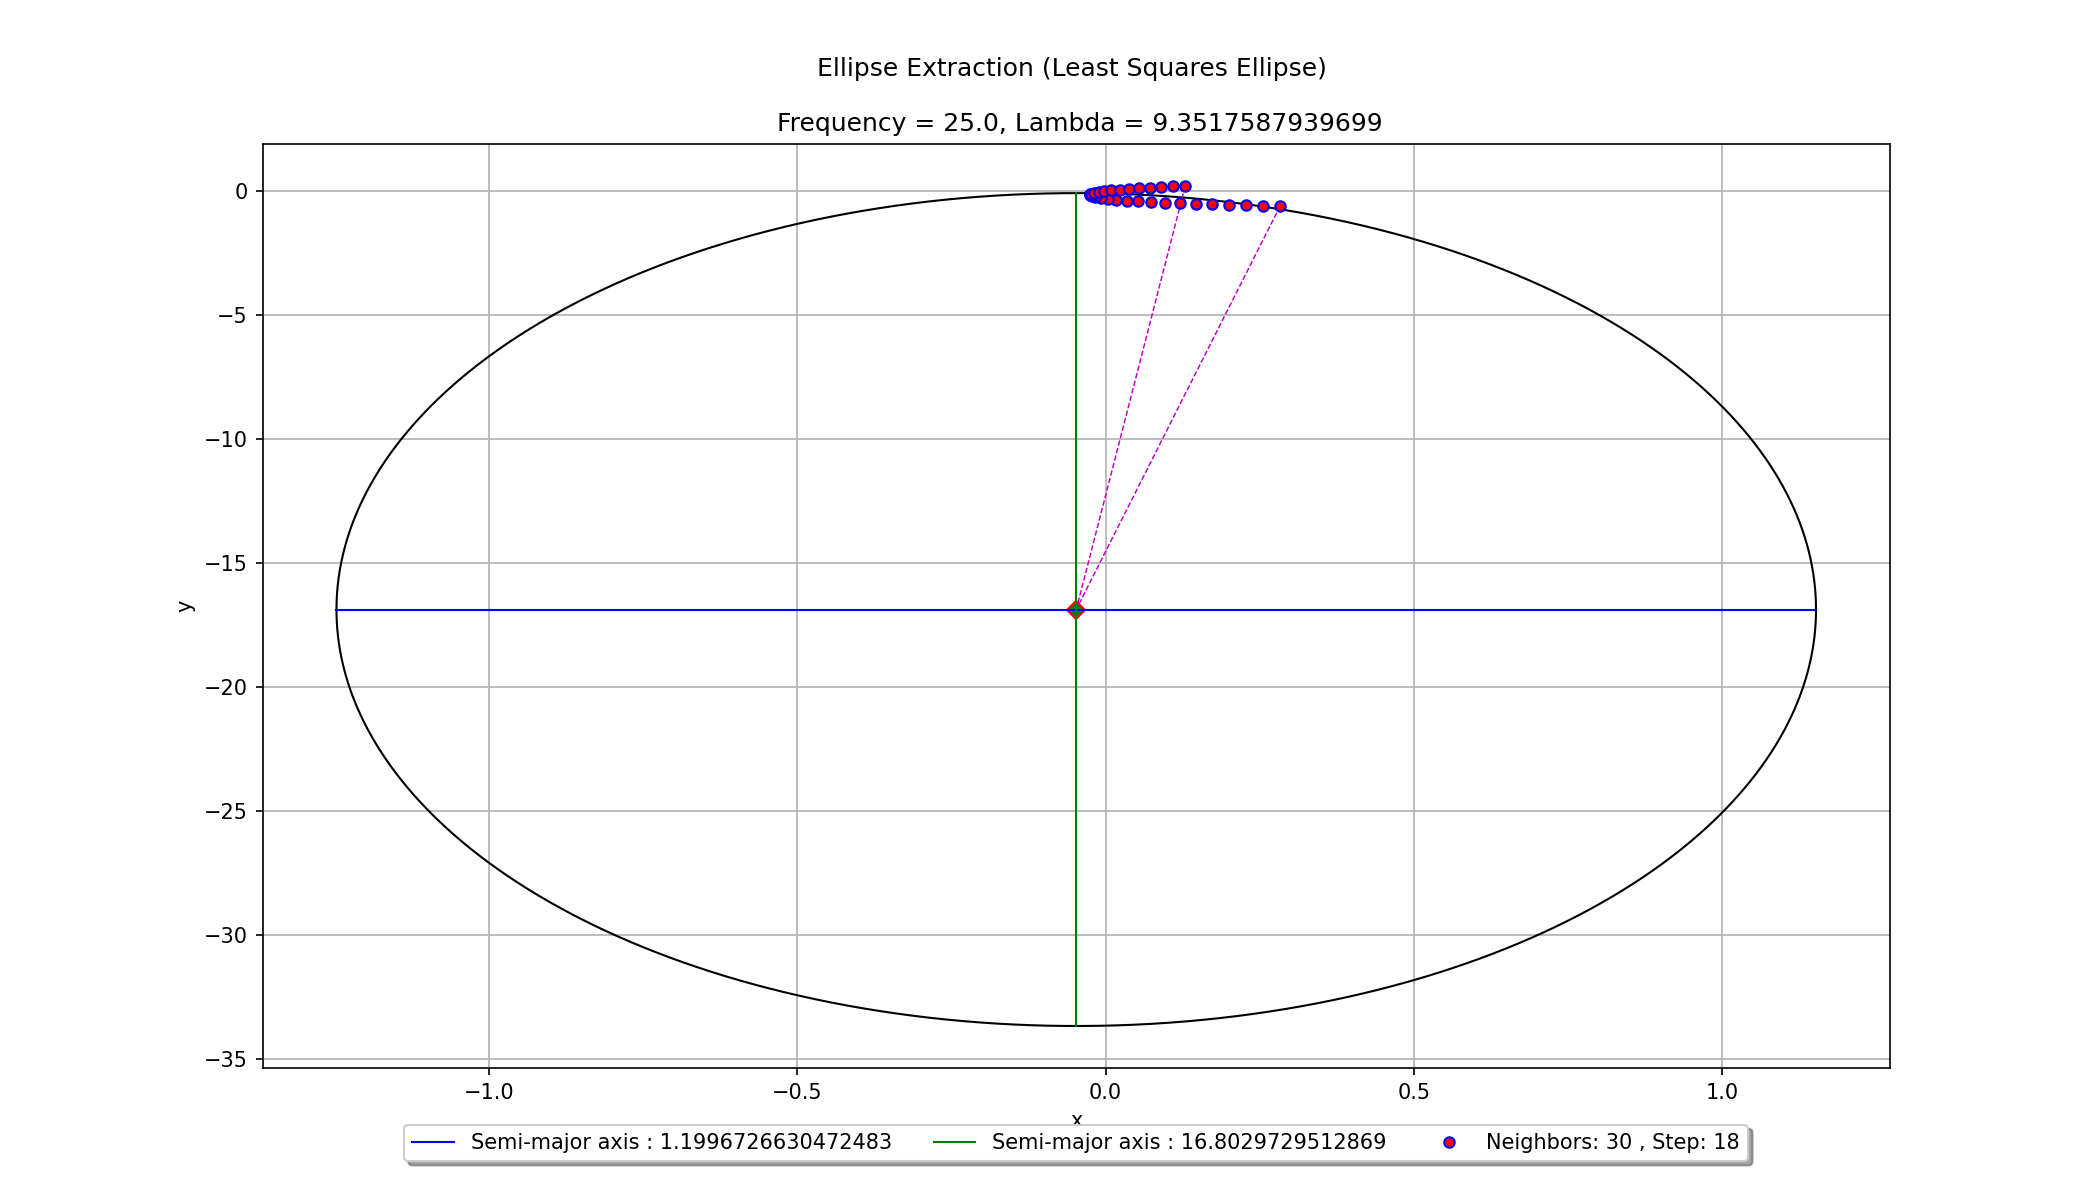 Ellipse Extraction (Least Squares Ellipse)
Frequency = 25.0, Lambda = 9.3517587939699
0
−5
−10
−15
−20
−25
−30
−35
y
−1.0 −0.5 0.0 0.5 1.0
x
Semi-major axis : 1.1996726630472483 Semi-major axis : 16.8029729512869 Neighbors: 30 , Step: 18